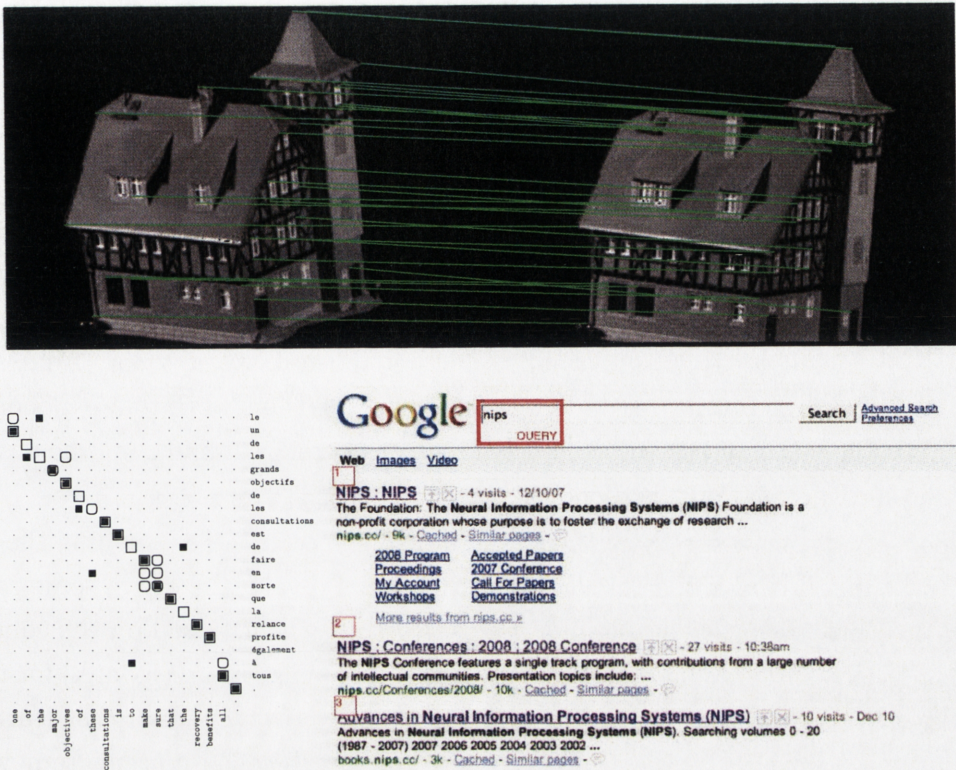 le
un
de
les
grands
objectifs
de
les
consultations
est
de
faire
en
sorte
que
la
relance
profite
également
à
tous
.
one
of
the
major
objectives
of
these
consultations
is
to
make
sure
that
the
recovery
benefits
all
.
Google nips Search Advanced Search
QUERY Preferences
Web Images Video
1
NIPS : NIPS - 4 visits - 12/10/07
The Foundation: The Neural Information Processing Systems (NIPS) Foundation is a
non-profit corporation whose purpose is to foster the exchange of research ...
nips.cc/ - 9k - Cached - Similar pages -
2008 Program Accepted Papers
Proceedings 2007 Conference
My Account Call For Papers
Workshops Demonstrations
More results from nips.cc »
2
NIPS : Conferences : 2008 : 2008 Conference - 27 visits - 10:38am
The NIPS Conference features a single track program, with contributions from a large number
of intellectual communities. Presentation topics include: ...
nips.cc/Conferences/2008/ - 10k - Cached - Similar pages -
3
Advances in Neural Information Processing Systems (NIPS) - 10 visits - Dec 10
Advances in Neural Information Processing Systems (NIPS). Searching volumes 0 - 20
(1987 - 2007) 2007 2006 2005 2004 2003 2002 ...
books.nips.cc/ - 3k - Cached - Similar pages -